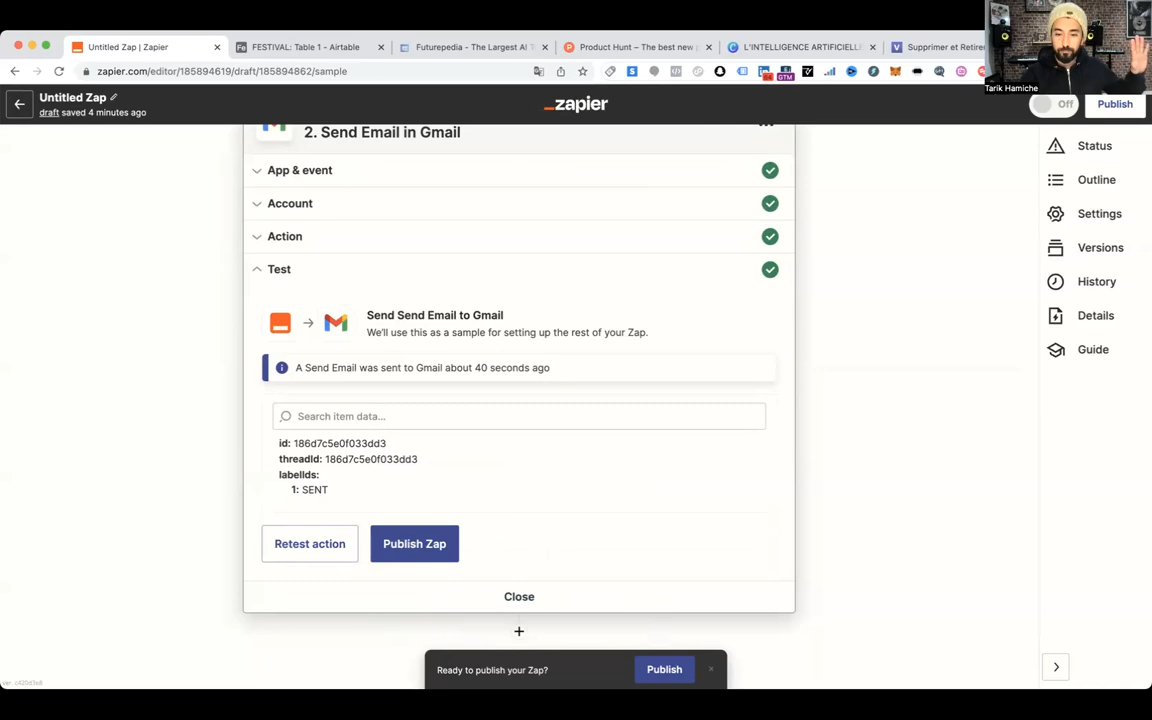 Untitled Zap | Zapier
FESTIVAL: Table 1 - Airtable
Futurepedia - The Largest AI T
Product Hunt – The best new p
L'INTELLIGENCE ARTIFICIELL
Supprimer et Retire
zapier.com/editor/185894619/draft/185894862/sample
Tarik Hamiche
Untitled Zap
draft saved 4 minutes ago
_zapier
Off
Publish
2. Send Email in Gmail
App & event
Account
Action
Test
Send Send Email to Gmail
We'll use this as a sample for setting up the rest of your Zap.
A Send Email was sent to Gmail about 40 seconds ago
Search item data...
id: 186d7c5e0f033dd3
threadId: 186d7c5e0f033dd3
labelIds:
1: SENT
Retest action
Publish Zap
Close
Ready to publish your Zap?
Publish
Status
Outline
Settings
Versions
History
Details
Guide